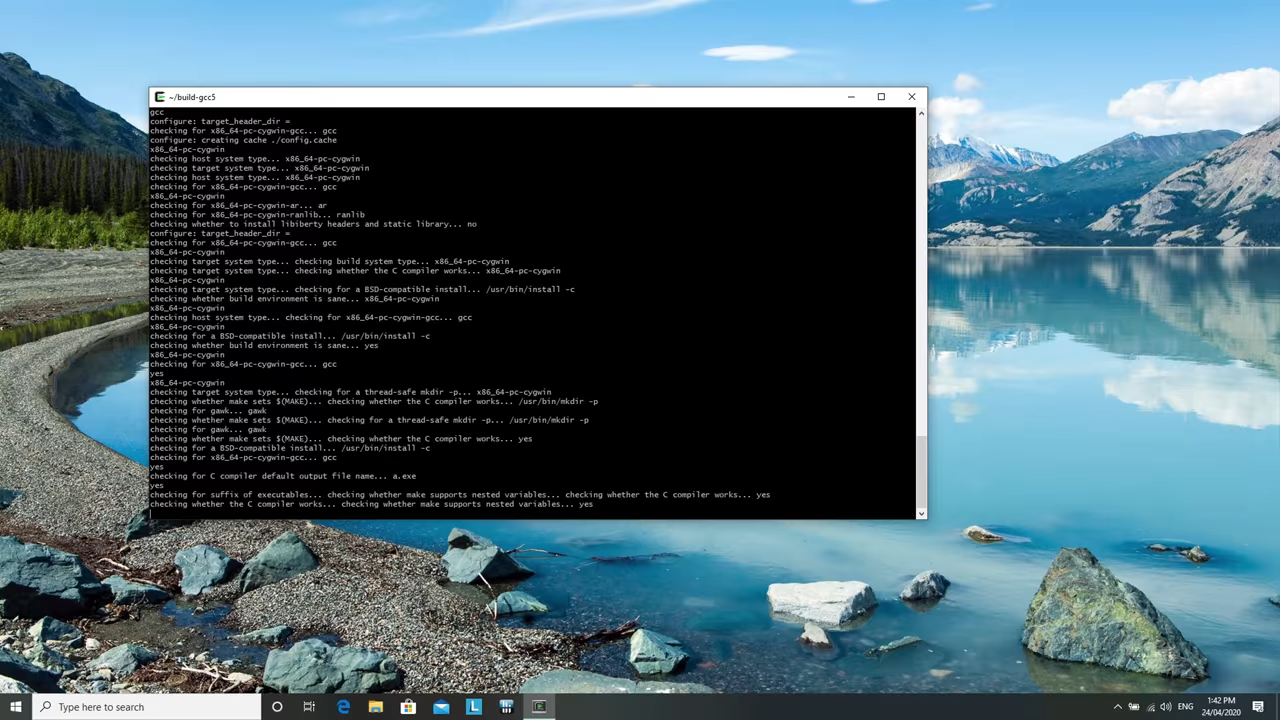 ~/build-gcc5
gcc
configure: target_header_dir =
checking for x86_64-pc-cygwin-gcc... gcc
configure: creating cache ./config.cache
x86_64-pc-cygwin
checking host system type... x86_64-pc-cygwin
checking target system type... x86_64-pc-cygwin
checking host system type... x86_64-pc-cygwin
checking for x86_64-pc-cygwin-gcc... gcc
x86_64-pc-cygwin
checking for x86_64-pc-cygwin-ar... ar
checking for x86_64-pc-cygwin-ranlib... ranlib
checking whether to install libiberty headers and static library... no
configure: target_header_dir =
checking for x86_64-pc-cygwin-gcc... gcc
x86_64-pc-cygwin
checking target system type... checking build system type... x86_64-pc-cygwin
checking target system type... checking whether the C compiler works... x86_64-pc-cygwin
x86_64-pc-cygwin
checking target system type... checking for a BSD-compatible install... /usr/bin/install -c
checking whether build environment is sane... x86_64-pc-cygwin
x86_64-pc-cygwin
checking host system type... checking for x86_64-pc-cygwin-gcc... gcc
x86_64-pc-cygwin
checking for a BSD-compatible install... /usr/bin/install -c
checking whether build environment is sane... yes
x86_64-pc-cygwin
checking for x86_64-pc-cygwin-gcc... gcc
yes
x86_64-pc-cygwin
checking target system type... checking for a thread-safe mkdir -p... x86_64-pc-cygwin
checking whether make sets $(MAKE)... checking whether the C compiler works... /usr/bin/mkdir -p
checking for gawk... gawk
checking whether make sets $(MAKE)... checking for a thread-safe mkdir -p... /usr/bin/mkdir -p
checking for gawk... gawk
checking whether make sets $(MAKE)... checking whether the C compiler works... yes
checking for a BSD-compatible install... /usr/bin/install -c
checking for x86_64-pc-cygwin-gcc... gcc
yes
checking for C compiler default output file name... a.exe
yes
checking for suffix of executables... checking whether make supports nested variables... checking whether the C compiler works... yes
checking whether the C compiler works... checking whether make supports nested variables... yes
Type here to search
L
ENG
1:42 PM
24/04/2020